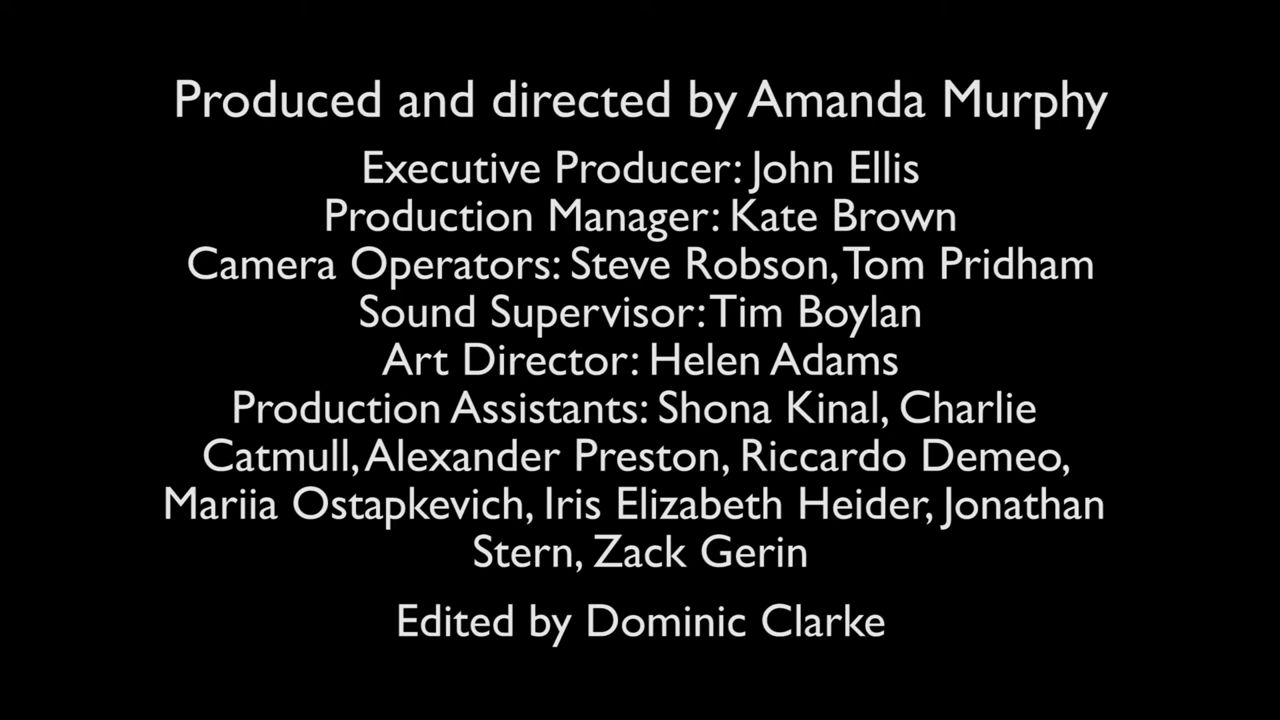 Produced and directed by Amanda Murphy
Executive Producer: John Ellis
Production Manager: Kate Brown
Camera Operators: Steve Robson, Tom Pridham
Sound Supervisor: Tim Boylan
Art Director: Helen Adams
Production Assistants: Shona Kinal, Charlie
Catmull, Alexander Preston, Riccardo Demeo,
Mariia Ostapkevich, Iris Elizabeth Heider, Jonathan
Stern, Zack Gerin
Edited by Dominic Clarke